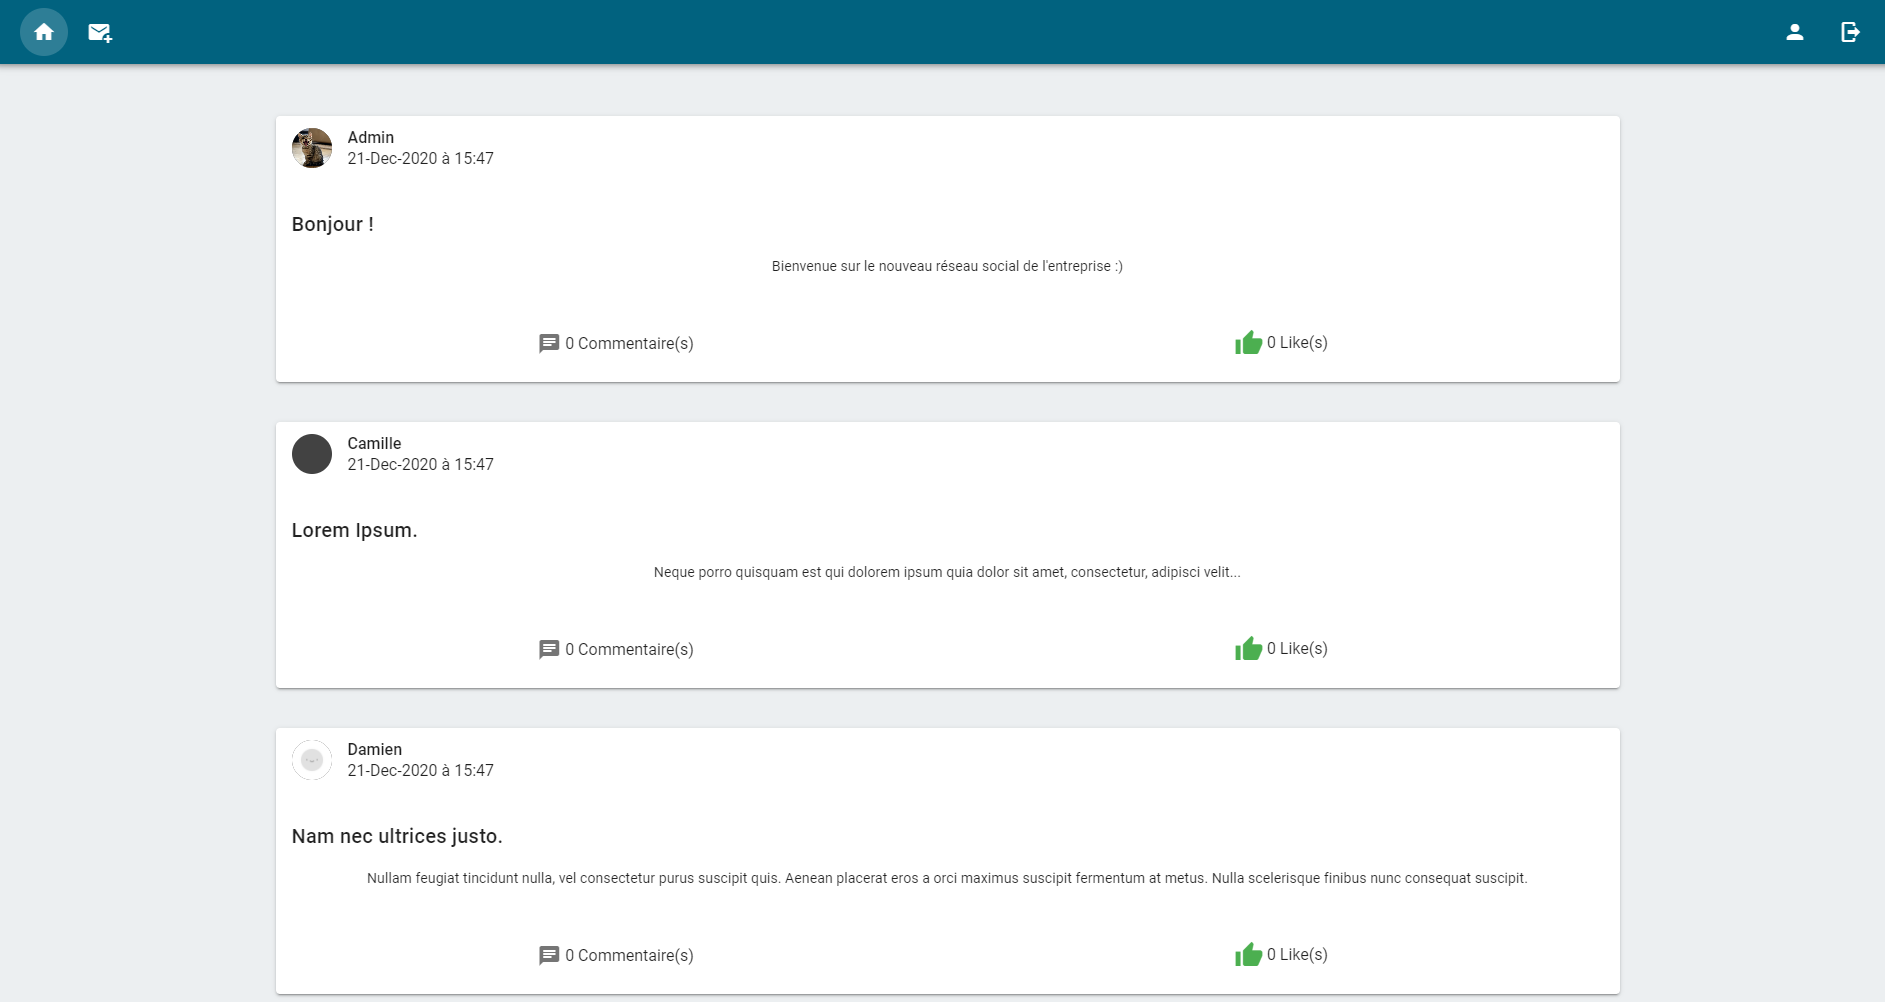 Admin
21-Dec-2020 à 15:47
Bonjour !
Bienvenue sur le nouveau réseau social de l'entreprise :)
0 Commentaire(s)
0 Like(s)
Camille
21-Dec-2020 à 15:47
Lorem Ipsum.
Neque porro quisquam est qui dolorem ipsum quia dolor sit amet, consectetur, adipisci velit...
0 Commentaire(s)
0 Like(s)
Damien
21-Dec-2020 à 15:47
Nam nec ultrices justo.
Nullam feugiat tincidunt nulla, vel consectetur purus suscipit quis. Aenean placerat eros a orci maximus suscipit fermentum at metus. Nulla scelerisque finibus nunc consequat suscipit.
0 Commentaire(s)
0 Like(s)